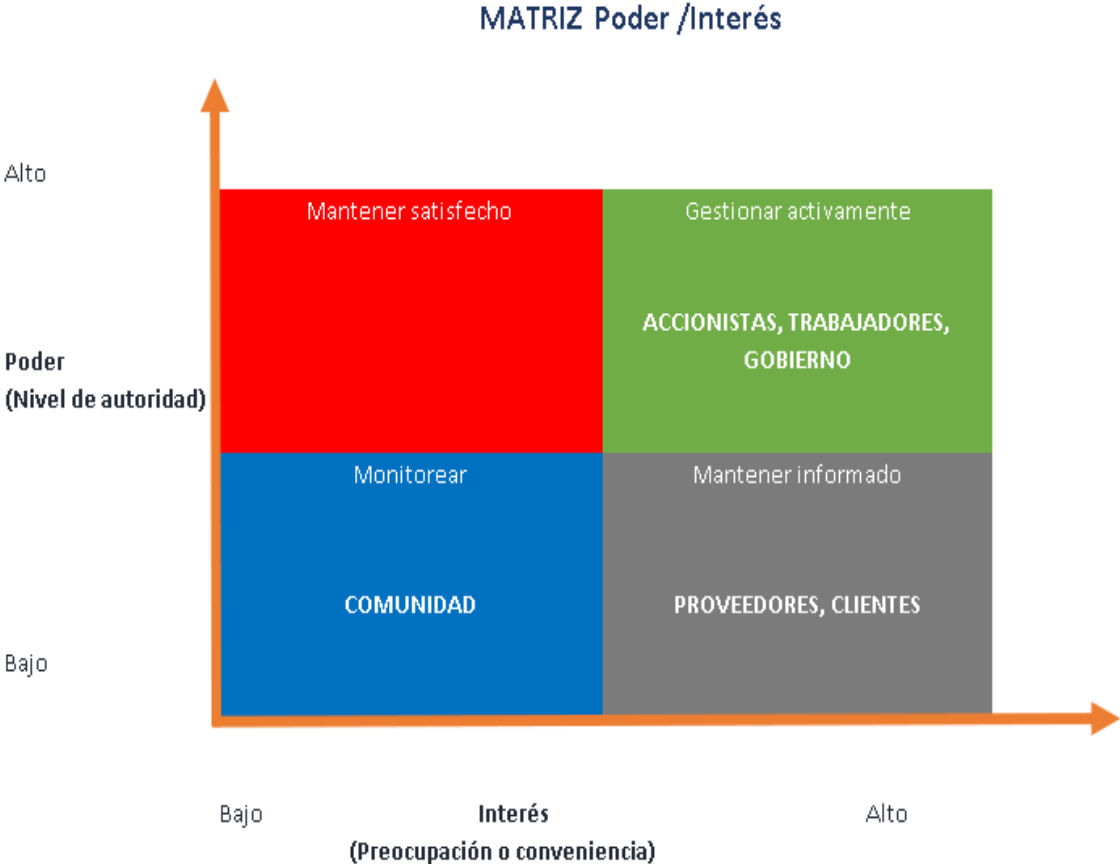 MATRIZ Poder /Interés
Alto
Mantener satisfecho
Gestionar activamente
ACCIONISTAS, TRABAJADORES,
GOBIERNO
Poder
(Nivel de autoridad)
Monitorear
Mantener informado
COMUNIDAD
PROVEEDORES, CLIENTES
Bajo
Bajo
Interés
Alto
(Preocupación o conveniencia)